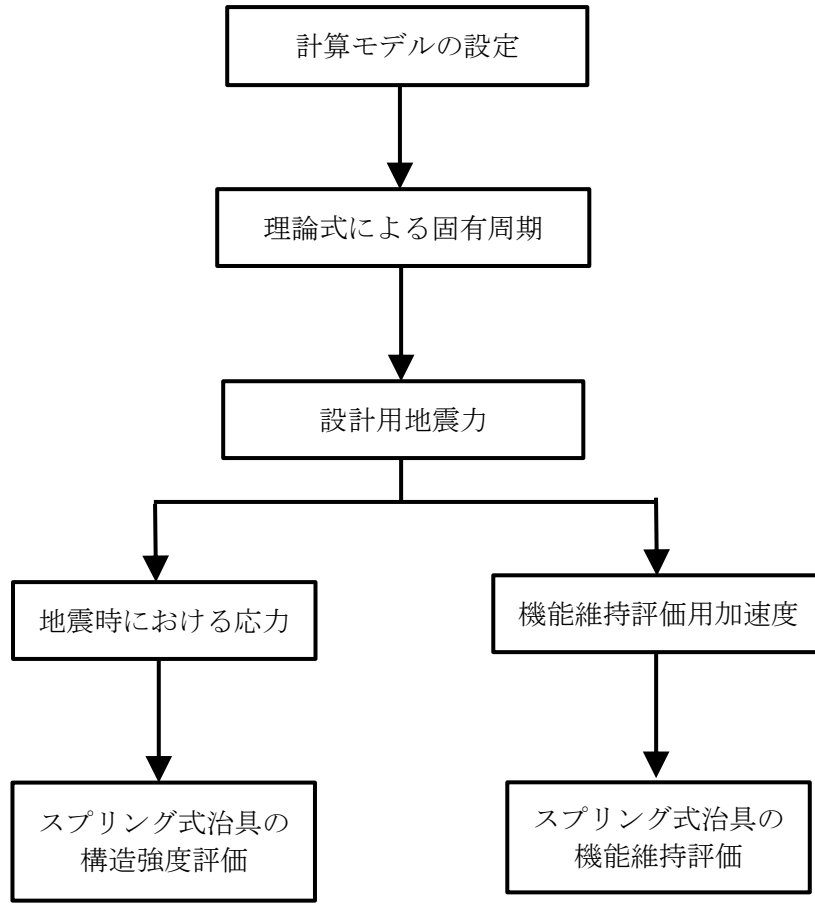 計算モデルの設定
理論式による固有周期
設計用地震力
地震時における応力
機能維持評価用加速度
スプリング式治具の
構造強度評価
スプリング式治具の
機能維持評価